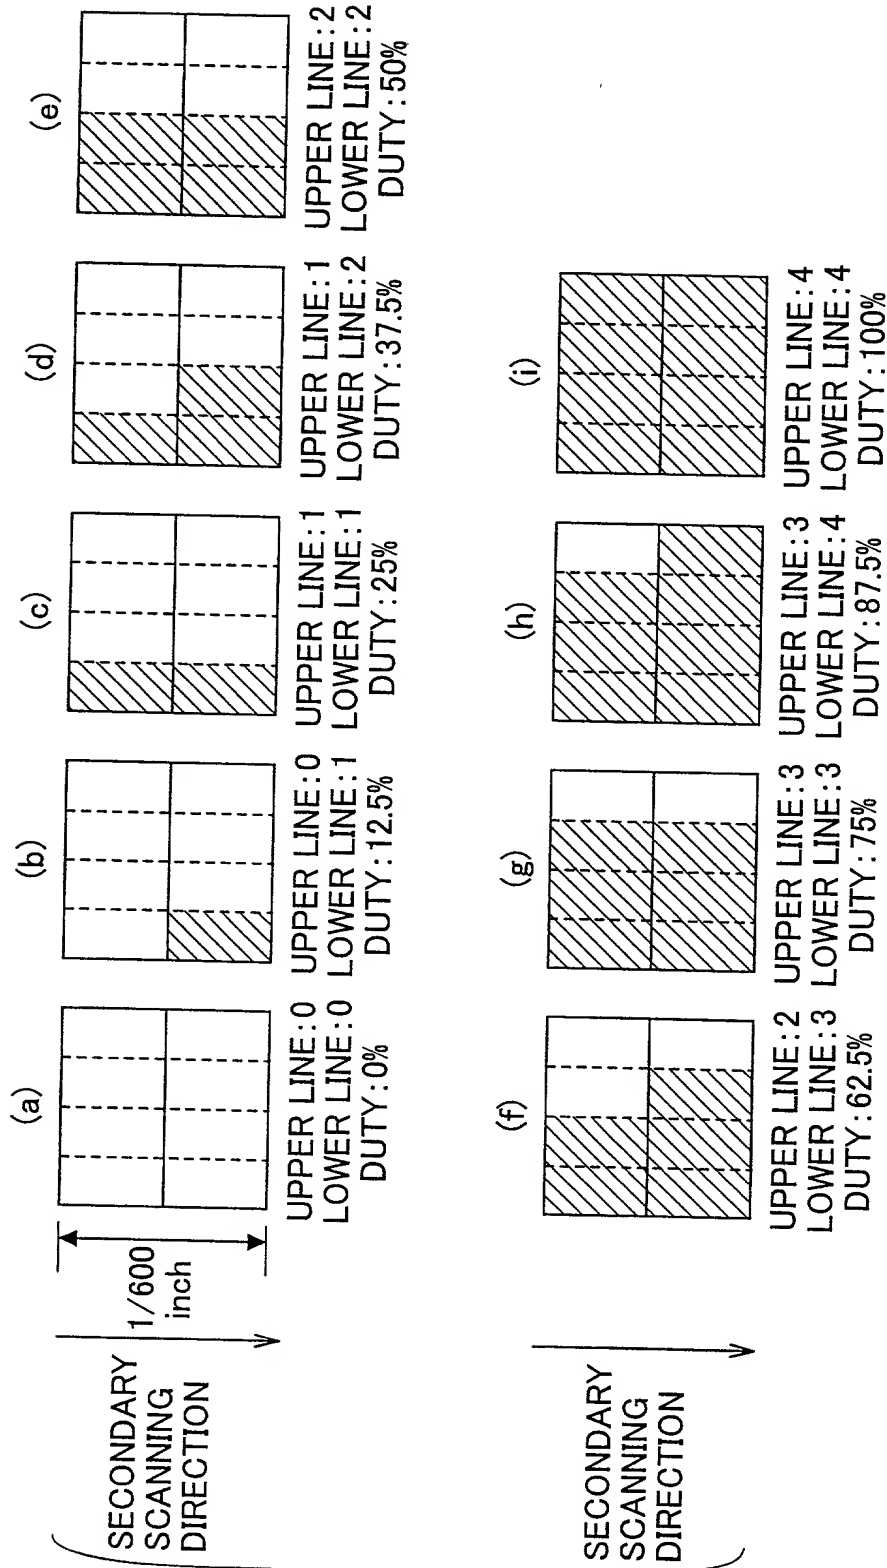 SECONDARY
SCANNING
DIRECTION
1/600
inch
(a)
UPPER LINE:0
LOWER LINE:0
DUTY:0%
(b)
UPPER LINE:0
LOWER LINE:1
DUTY:12.5%
(c)
UPPER LINE:1
LOWER LINE:1
DUTY:25%
(d)
UPPER LINE:1
LOWER LINE:2
DUTY:37.5%
(e)
UPPER LINE:2
LOWER LINE:2
DUTY:50%
SECONDARY
SCANNING
DIRECTION
(f)
UPPER LINE:2
LOWER LINE:3
DUTY:62.5%
(g)
UPPER LINE:3
LOWER LINE:3
DUTY:75%
(h)
UPPER LINE:3
LOWER LINE:4
DUTY:87.5%
(i)
UPPER LINE:4
LOWER LINE:4
DUTY:100%